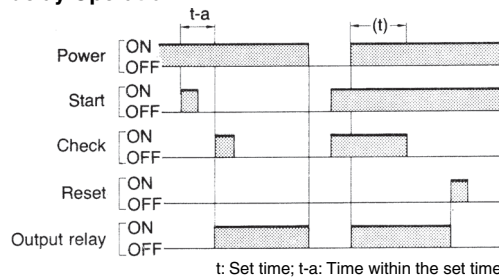 t-a
(t)
Power ON
OFF
Start ON
OFF
Check ON
OFF
Reset ON
OFF
Output relay ON
OFF
t: Set time; t-a: Time within the set time